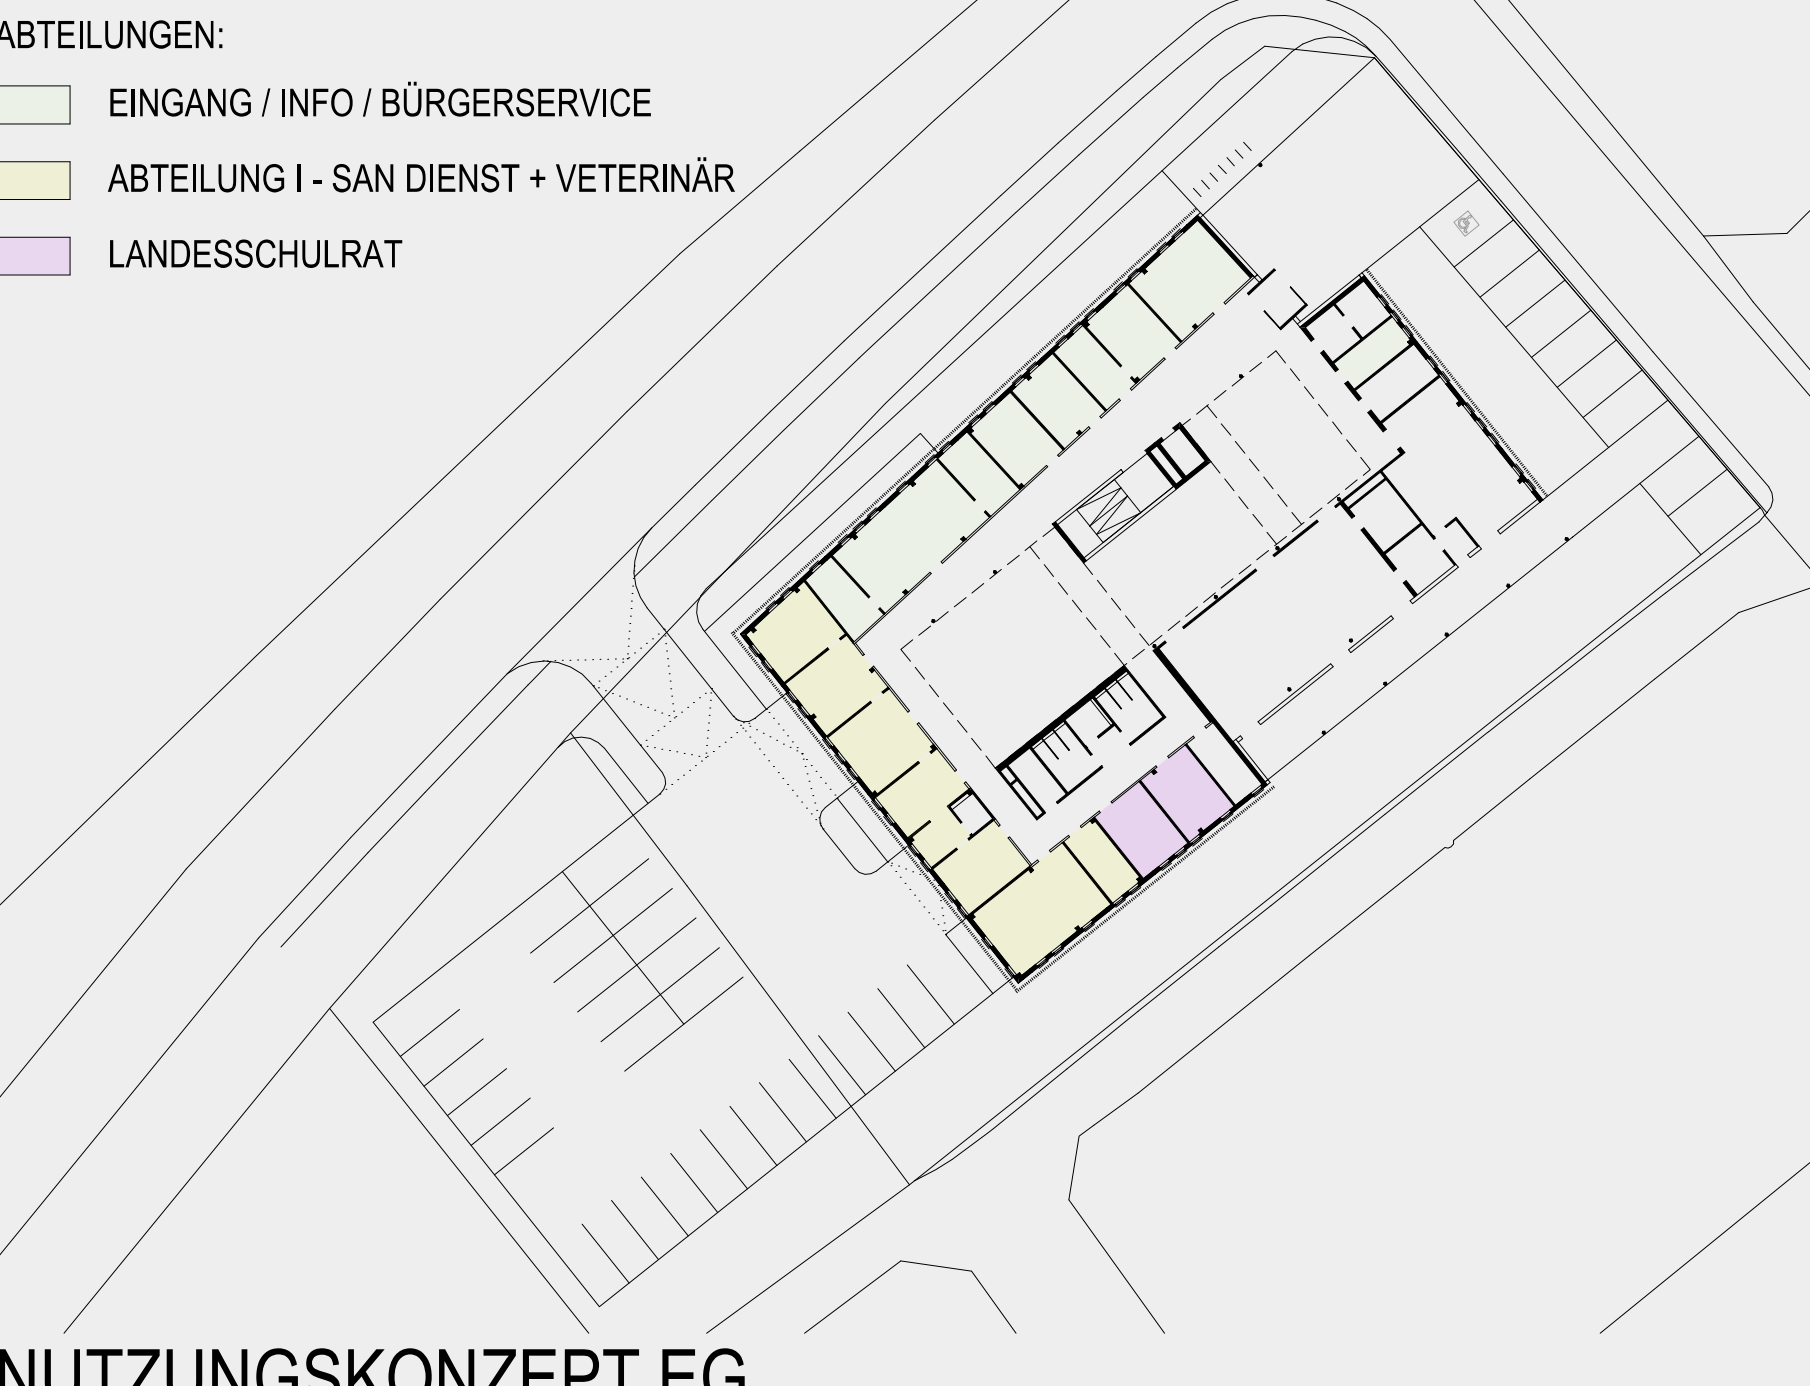 ABTEILUNGEN:
EINGANG / INFO / BÜRGERSERVICE
ABTEILUNG I - SAN DIENST + VETERINÄR
LANDESSCHULRAT
NUTZUNGSKONZEPT EG